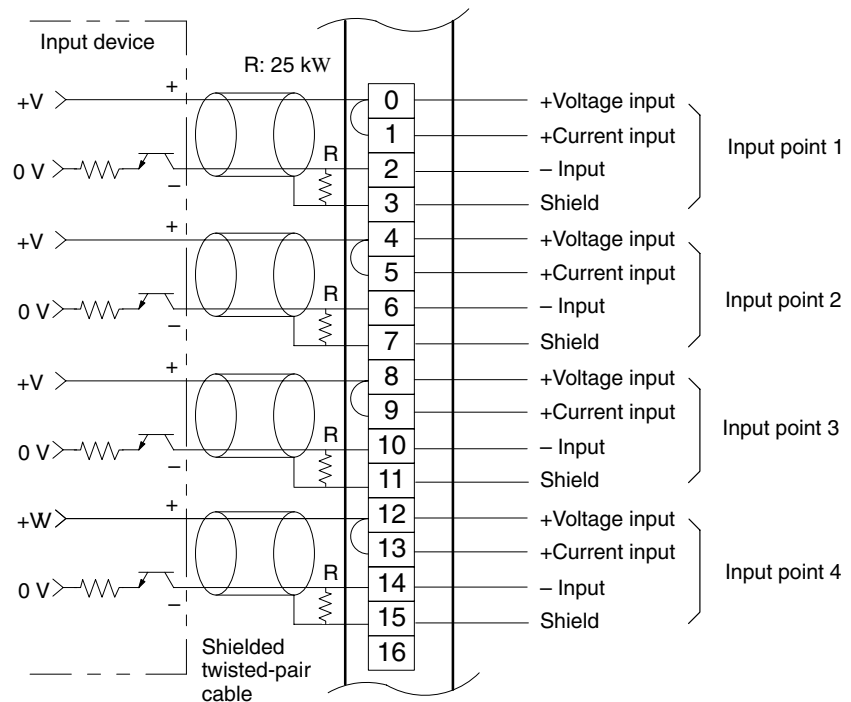 Input device
R: 25 kW
+V
+
0 V
–
R
0
1
2
3
+Voltage input
+Current input
– Input
Shield
Input point 1
+V
+
0 V
–
R
4
5
6
7
+Voltage input
+Current input
– Input
Shield
Input point 2
+V
+
0 V
–
R
8
9
10
11
+Voltage input
+Current input
– Input
Shield
Input point 3
+W
+
0 V
–
R
12
13
14
15
16
+Voltage input
+Current input
– Input
Shield
Input point 4
Shielded
twisted-pair
cable